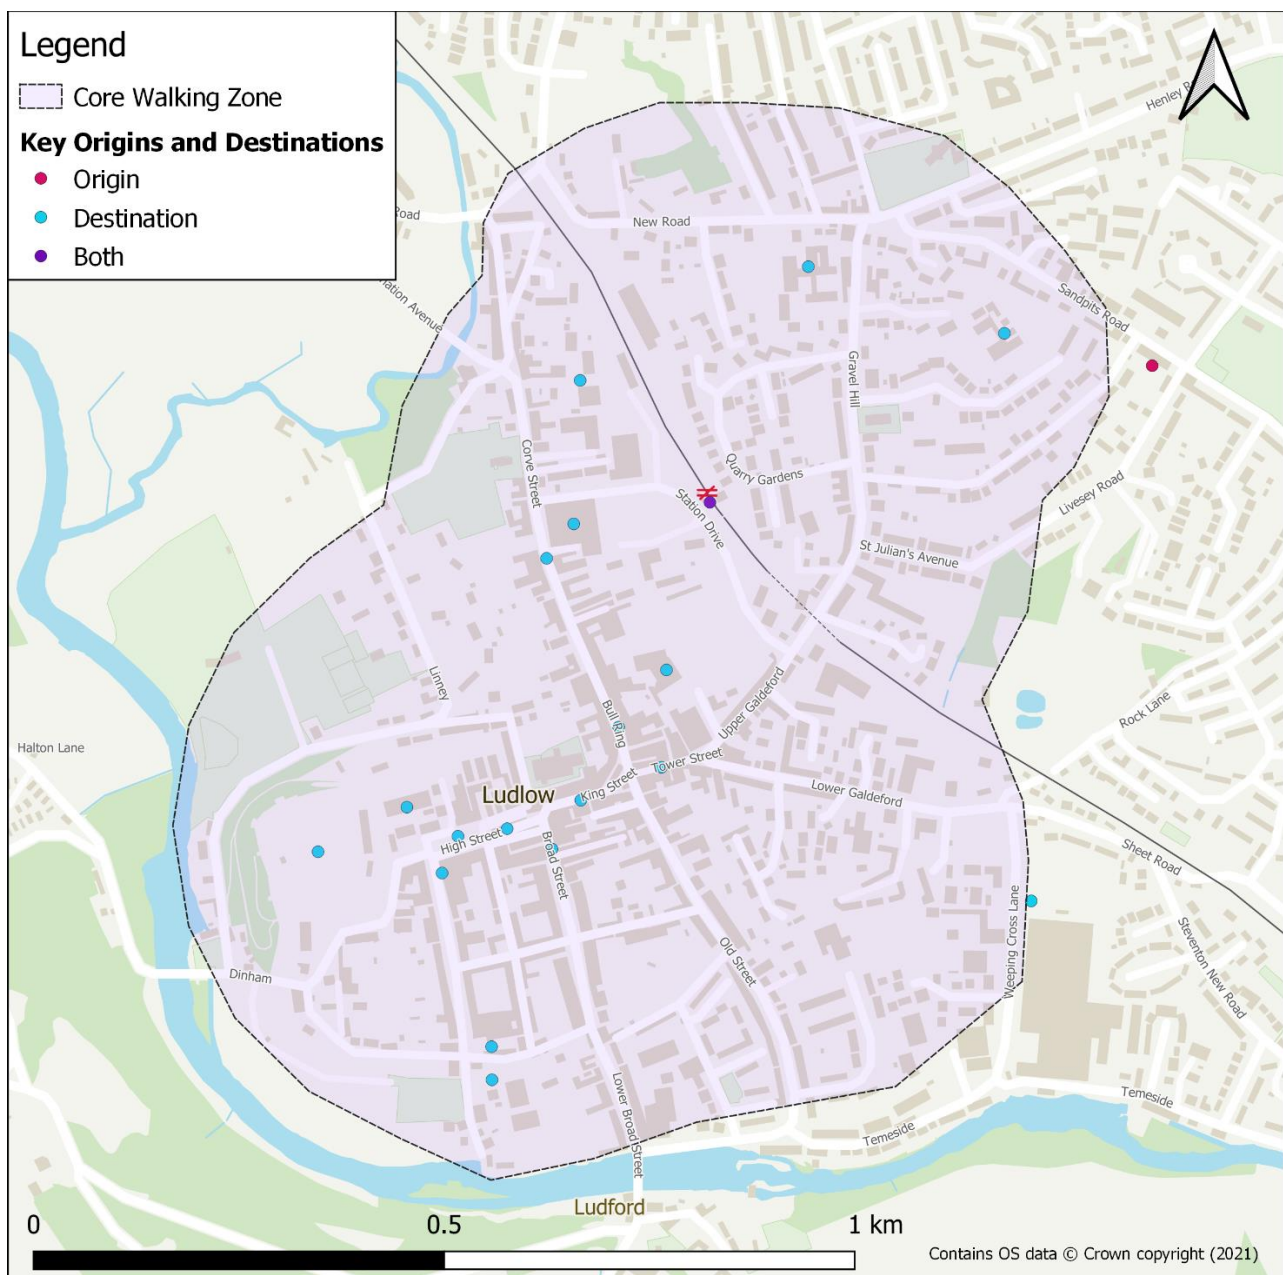 Legend
Core Walking Zone
Key Origins and Destinations
Origin
Destination
Both
Henley
Road
New Road
Sandpits Road
Avenue
Gravel Hill
Corve Street
Quarry Gardens
Livesey Road
Station Drive
St Julian's Avenue
Linney
Rock Lane
Bull Ring
Upper Galdeford
Halton Lane
Tower Street
Ludlow
King Street
Lower Galdeford
High Street
Broad Street
Sheet Road
Weeping Cross Lane
Old Street
Steventon New Road
Dinham
Lower Broad Street
Temeside
Temeside
Ludford
0
0.5
1 km
Contains OS data © Crown copyright (2021)